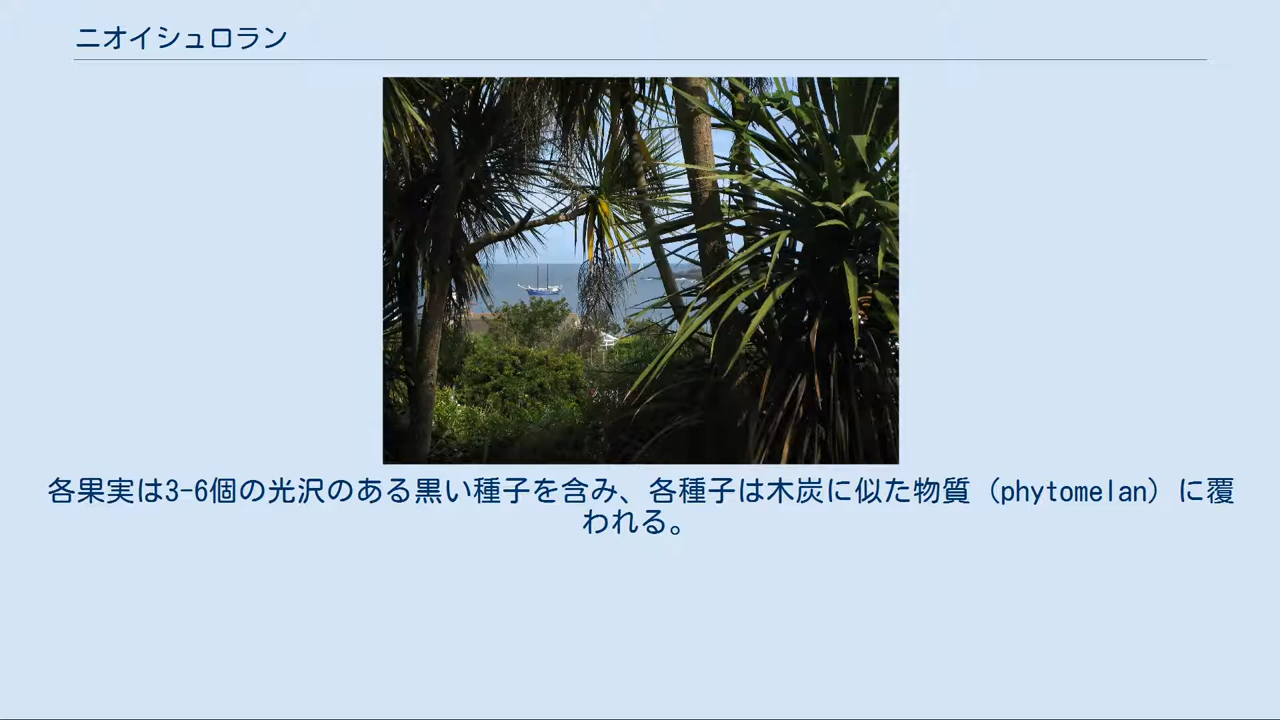 ニオイシュロラン
各果実は3-6個の光沢のある黒い種子を含み、各種子は木炭に似た物質（phytomelan）に覆
われる。